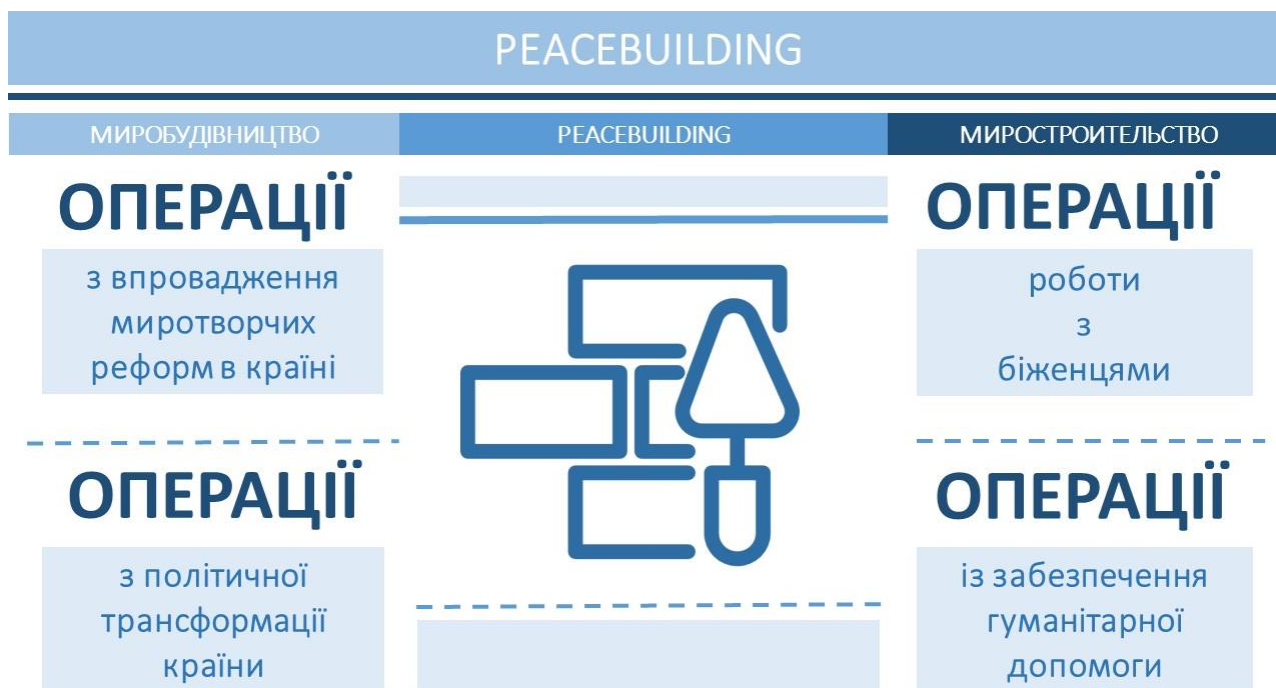 PEACEBUILDING
МИРОБУДІВНИЦТВО
PEACEBUILDING
МИРОСТРОИТЕЛЬСТВО
ОПЕРАЦІЇ
з впровадження
миротворчих
реформ в країні
ОПЕРАЦІЇ
з політичної
трансформації
країни
ОПЕРАЦІЇ
роботи
з
біженцями
ОПЕРАЦІЇ
із забезпечення
гуманітарної
допомоги